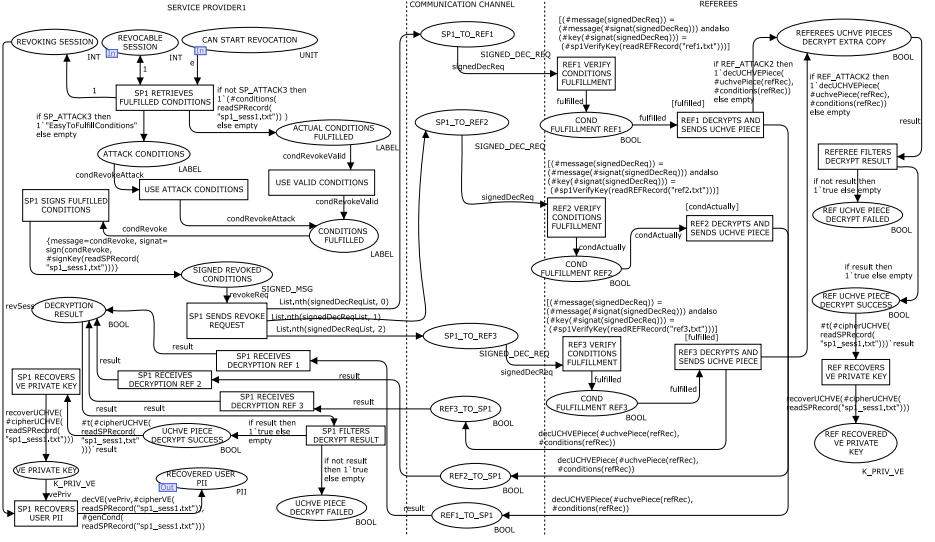 SERVICE PROVIDER1
COMMUNICATION CHANNEL
REFEREES
REVOKING SESSION
INT
REVOCABLE
SESSION
In
INT
CAN START REVOCATION
In
UNIT
1
1
e
SP1 RETRIEVES
FULFILLED CONDITIONS
if SP_ATTACK3 then
1`"EasyToFulfillConditions"
else empty
if not SP_ATTACK3 then
1`(#conditions(
readSPRecord(
"sp1_sess1,txt")) )
else empty
ACTUAL CONDITIONS
FULFILLED
LABEL
ATTACK CONDITIONS
LABEL
condRevokeValid
condRevokeAttack
USE ATTACK CONDITIONS
USE VALID CONDITIONS
SP1 SIGNS FULFILLED
CONDITIONS
condRevokeValid
condRevokeAttack
condRevoke
CONDITIONS
FULFILLED
LABEL
{message=condRevoke, signat=
sign(condRevoke,
#signKey(readSPRecord(
"sp1_sess1,txt")))}
SIGNED REVOKED
CONDITIONS
SIGNED_MSG
revokeReq
SP1 SENDS REVOKE
REQUEST
List,nth(signedDecReqList, 0)
List,nth(signedDecReqList, 1)
List,nth(signedDecReqList, 2)
revSess
DECRYPTION
RESULT
BOOL
result
SP1 RECEIVES
DECRYPTION REF 1
result
SP1 RECEIVES
DECRYPTION REF 2
result
SP1 RECEIVES
DECRYPTION REF 3
result
result
result
SP1 RECOVERS
VE PRIVATE KEY
recoverUCHVE(
#cipherUCHVE(
readSPRecord(
"sp1_sess1,txt")))
#t(#cipherUCHVE
(readSPRecord(
"sp1_sess1,txt"
)))`result
UCHVE PIECE
DECRYPT SUCCESS
BOOL
if result then
1`true else
empty
SP1 FILTERS
DECRYPT RESULT
if not result
then 1`true
else empty
UCHVE PIECE
DECRYPT FAILED
BOOL
VE PRIVATE KEY
K_PRIV_VE
vePriv
RECOVERED USER
PII
Out
PII
SP1 RECOVERS
USER PII
decVE(vePriv,#cipherVE(
readSPRecord("sp1_sess1,txt")),
#genCond(
readSPRecord("sp1_sess1,txt")))
SP1_TO_REF1
SIGNED_DEC_REQ
signedDecReq
SP1_TO_REF2
SIGNED_DEC_REQ
signedDecReq
SP1_TO_REF3
SIGNED_DEC_REQ
signedDecReq
REF3_TO_SP1
BOOL
REF2_TO_SP1
BOOL
result
REF1_TO_SP1
BOOL
[(#message(signedDecReq)) =
(#message(#signat(signedDecReq))) andalso
(#key(#signat(signedDecReq))) =
(#sp1VerifyKey(readREFRecord("ref1.txt")))]
REF1 VERIFY
CONDITIONS
FULFILLMENT
fulfilled
COND
FULFILLMENT REF1
BOOL
fulfilled
[fulfilled]
REF1 DECRYPTS AND
SENDS UCHVE PIECE
[(#message(signedDecReq)) =
(#message(#signat(signedDecReq))) andalso
(#key(#signat(signedDecReq))) =
(#sp1VerifyKey(readREFRecord("ref2.txt")))]
REF2 VERIFY
CONDITIONS
FULFILLMENT
condActually
COND
FULFILLMENT REF2
BOOL
condActually
[condActually]
REF2 DECRYPTS AND
SENDS UCHVE PIECE
[(#message(signedDecReq)) =
(#message(#signat(signedDecReq))) andalso
(#key(#signat(signedDecReq))) =
(#sp1VerifyKey(readREFRecord("ref3.txt")))]
REF3 VERIFY
CONDITIONS
FULFILLMENT
fulfilled
COND
FULFILLMENT REF3
BOOL
fulfilled
[fulfilled]
REF3 DECRYPTS AND
SENDS UCHVE PIECE
decUCHVEPiece(#uchvePiece(refRec),
#conditions(refRec))
decUCHVEPiece(#uchvePiece(refRec),
#conditions(refRec))
decUCHVEPiece(#uchvePiece(refRec),
#conditions(refRec))
if REF_ATTACK2 then
1`decUCHVEPiece(
#uchvePiece(refRec),
#conditions(refRec))
else empty
REFEREES UCHVE PIECES
DECRYPT EXTRA COPY
BOOL
if REF_ATTACK2 then
1`decUCHVEPiece(
#uchvePiece(refRec),
#conditions(refRec))
else empty
result
REFEREE FILTERS
DECRYPT RESULT
if not result then
1`true else empty
REF UCHVE PIECE
DECRYPT FAILED
BOOL
if result then
1`true else empty
REF UCHVE PIECE
DECRYPT SUCCESS
BOOL
#t(#cipherUCHVE(
readSPRecord(
"sp1_sess1,txt")))`result
REF RECOVERS
VE PRIVATE KEY
recoverUCHVE(#cipherUCHVE(
readSPRecord("sp1_sess1,txt")))
REF RECOVERED
VE PRIVATE
KEY
K_PRIV_VE